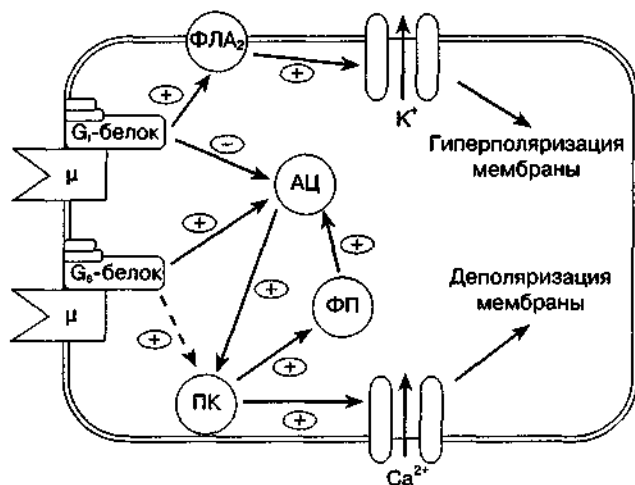 ФЛА₂
+
+
K⁺
Gᵢ-белок
−
Гиперполяризация
мембраны
μ
АЦ
+
+
Gₛ-белок
+
ФП
Деполяризация
мембраны
μ
+
+
ПК
+
Ca²⁺